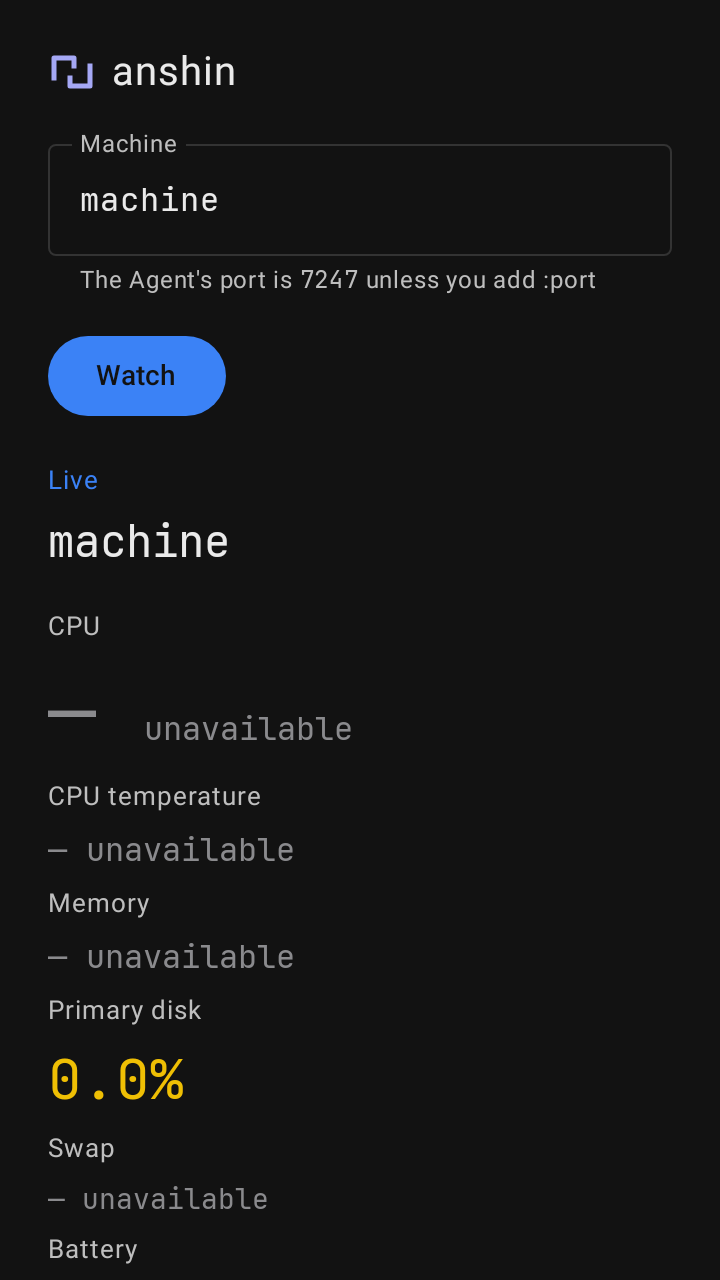 anshin
Machine
machine
The Agent's port is 7247 unless you add :port
Watch
Live
machine
CPU
— unavailable
CPU temperature
— unavailable
Memory
— unavailable
Primary disk
0.0%
Swap
— unavailable
Battery